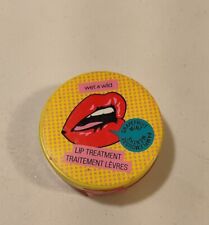 wet n wild
LIP TREATMENT
TRAITEMENT LÈVRES